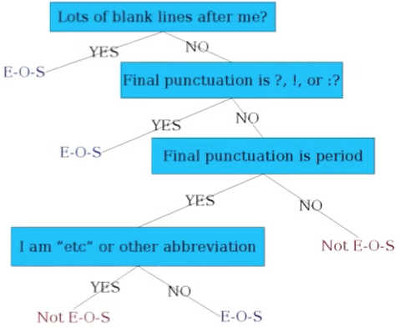 Lots of blank lines after me?
YES
NO
E-O-S
Final punctuation is ?, !, or :?
YES
NO
E-O-S
Final punctuation is period
YES
NO
I am “etc” or other abbreviation
Not E-O-S
YES
NO
Not E-O-S
E-O-S